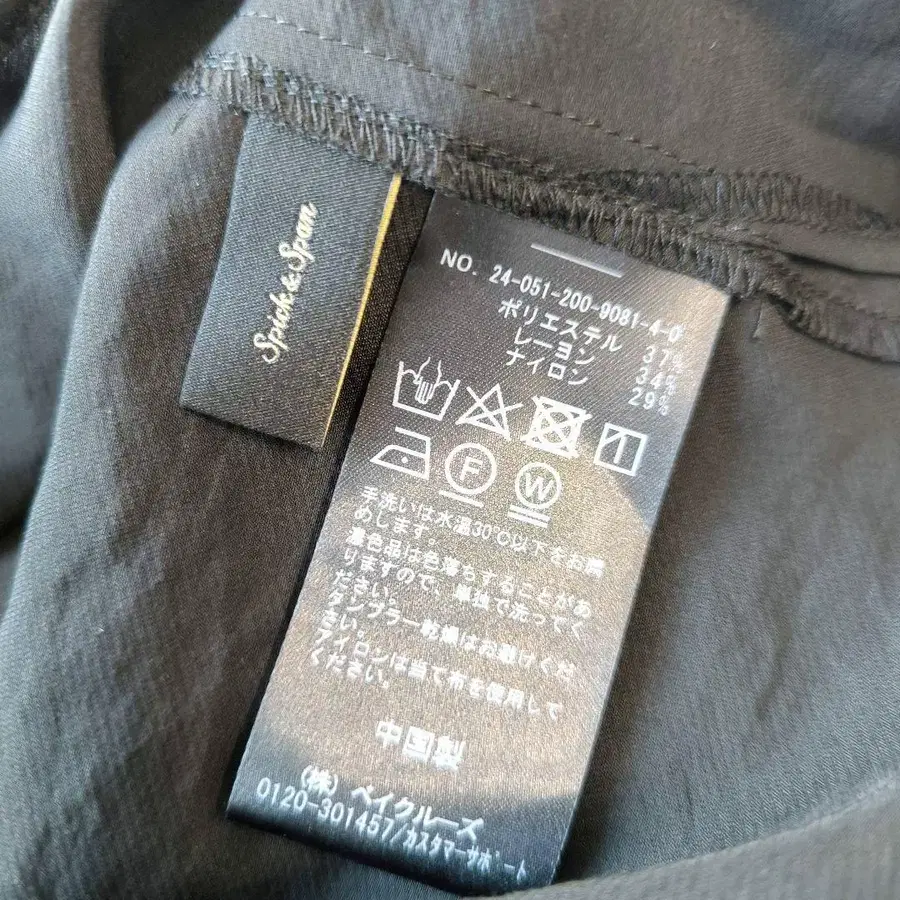 Spick & Span
NO. 24-051-200-9081-4-0
ポリエステル 37%
レーヨン 34%
ナイロン 29%
F
W
手洗いは水温30℃以下をお薦
めします。
濃色品は色落ちすることがあ
りますので、単独で洗ってく
ださい。
タンブラー乾燥はお避けくだ
さい。
アイロンは当て布を使用して
ください。
中国製
(株) ベイクルーズ
0120-301457/カスタマーサポート